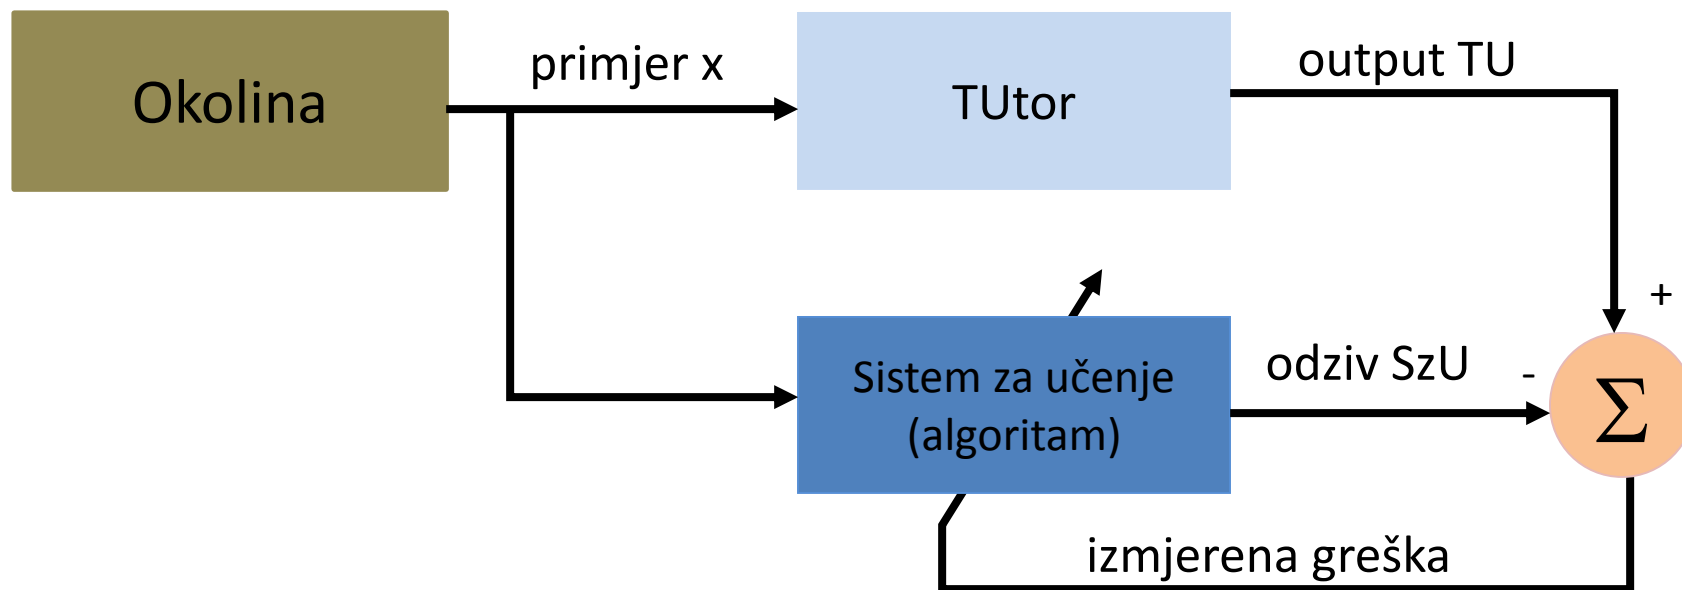 Okolina
primjer x
TUtor
output TU
+
Sistem za učenje
(algoritam)
odziv SzU
-
Σ
izmjerena greška